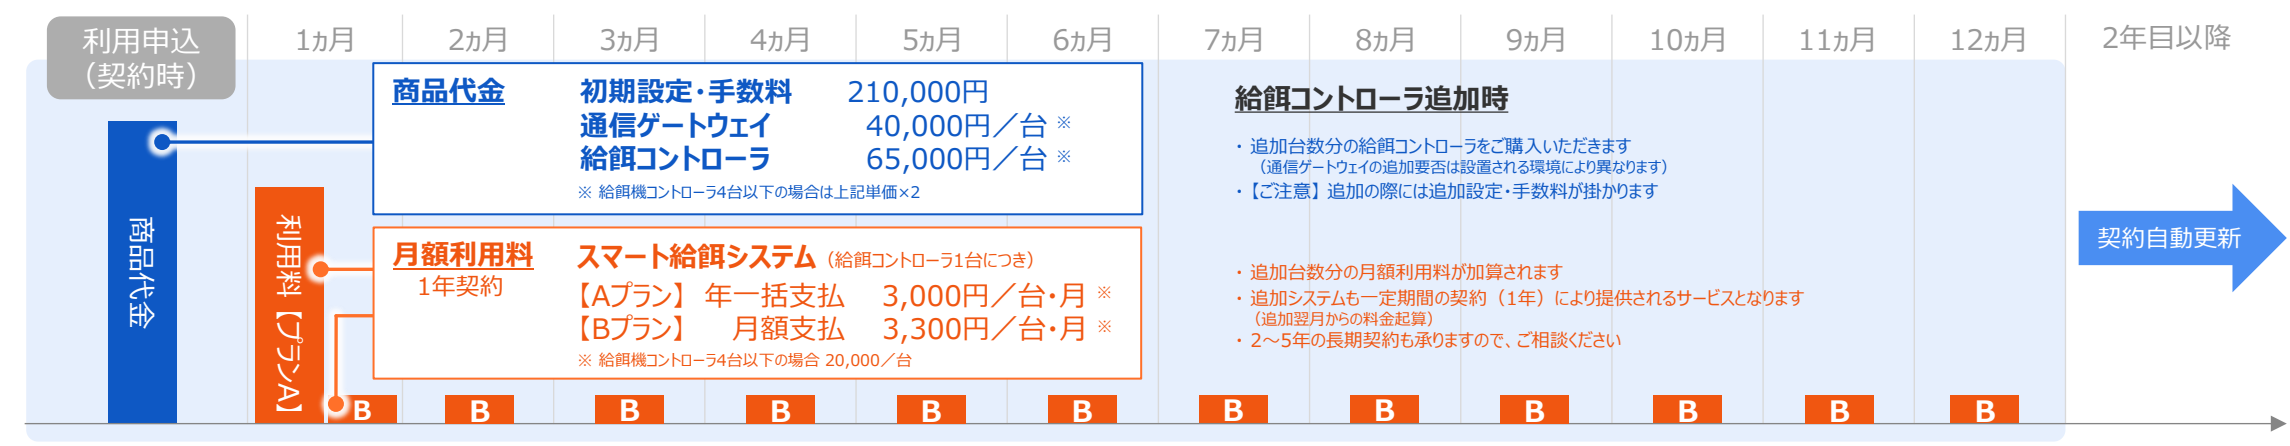 利用申込
（契約時）
1ヵ月
2ヵ月
3ヵ月
4ヵ月
5ヵ月
6ヵ月
7ヵ月
8ヵ月
9ヵ月
10ヵ月
11ヵ月
12ヵ月
2年目以降
商品代金
商品代金
初期設定・手数料 210,000円
通信ゲートウェイ 40,000円／台 ※
給餌コントローラ 65,000円／台 ※
※ 給餌機コントローラ4台以下の場合は上記単価×2
利用料【プランA】
月額利用料
1年契約
スマート給餌システム（給餌コントローラ1台につき）
【Aプラン】 年一括支払 3,000円／台・月 ※
【Bプラン】 月額支払 3,300円／台・月 ※
※ 給餌機コントローラ4台以下の場合 20,000／台
給餌コントローラ追加時
・ 追加台数分の給餌コントローラをご購入いただきます
（通信ゲートウェイの追加要否は設置される環境により異なります）
・【ご注意】追加の際には追加設定・手数料が掛かります
・ 追加台数分の月額利用料が加算されます
・ 追加システムも一定期間の契約（1年）により提供されるサービスとなります
（追加翌月からの料金起算）
・ 2～5年の長期契約も承りますので、ご相談ください
契約自動更新
B
B
B
B
B
B
B
B
B
B
B
B